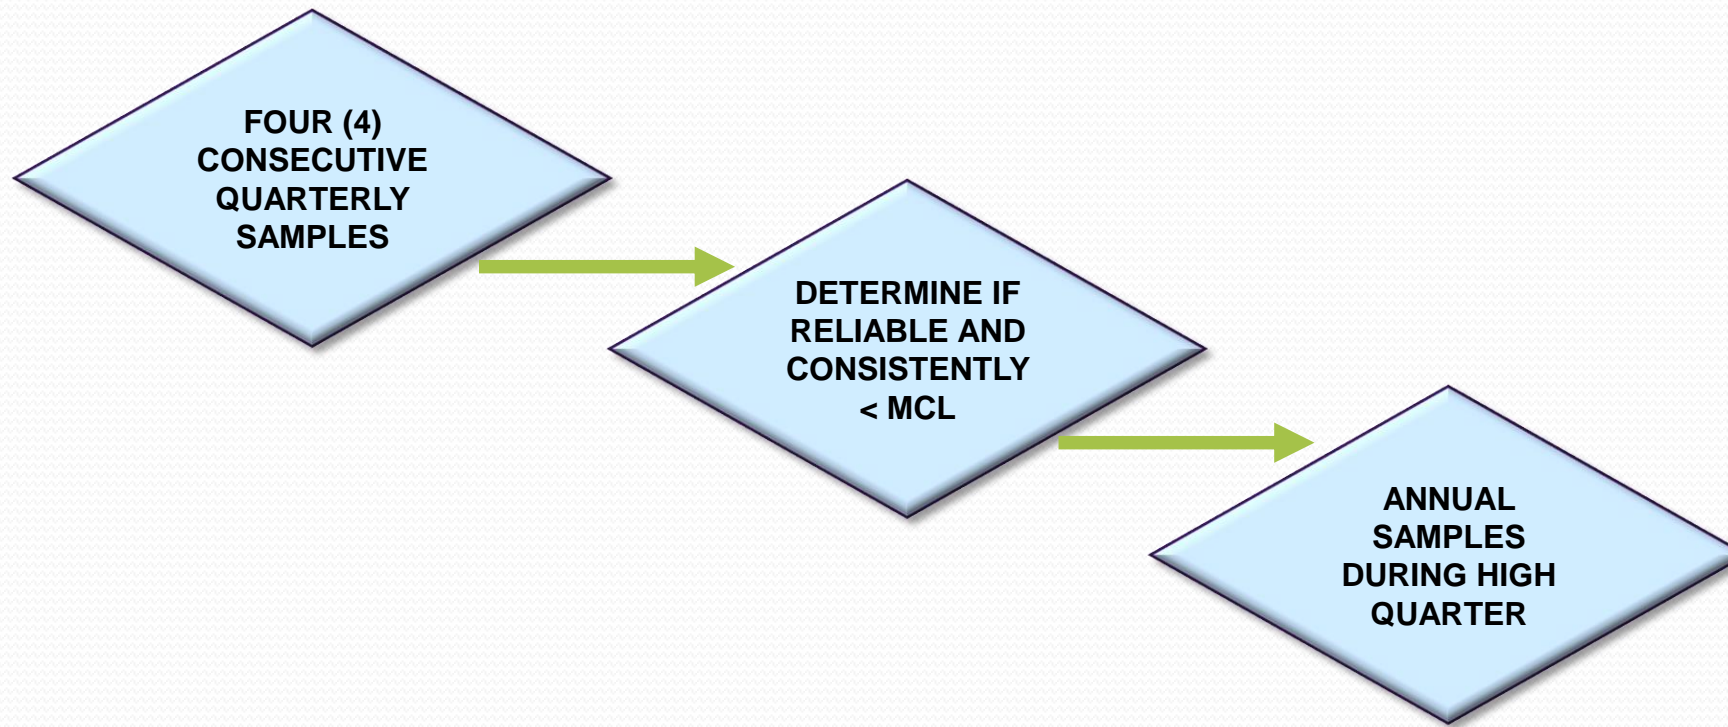 FOUR (4)
CONSECUTIVE
QUARTERLY
SAMPLES
DETERMINE IF
RELIABLE AND
CONSISTENTLY
< MCL
ANNUAL
SAMPLES
DURING HIGH
QUARTER